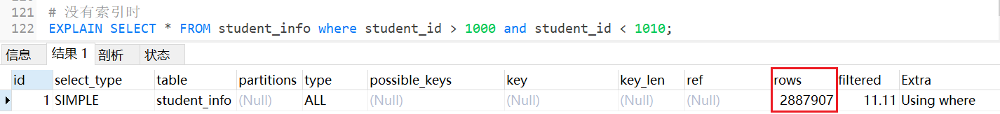 121 # 没有索引时
122 EXPLAIN SELECT * FROM student_info where student_id > 1000 and student_id < 1010;
信息 结果 1 剖析 状态
id select_type table partitions type possible_keys key key_len ref rows filtered Extra
1 SIMPLE student_info (Null) ALL (Null) (Null) (Null) (Null) 2887907 11.11 Using where